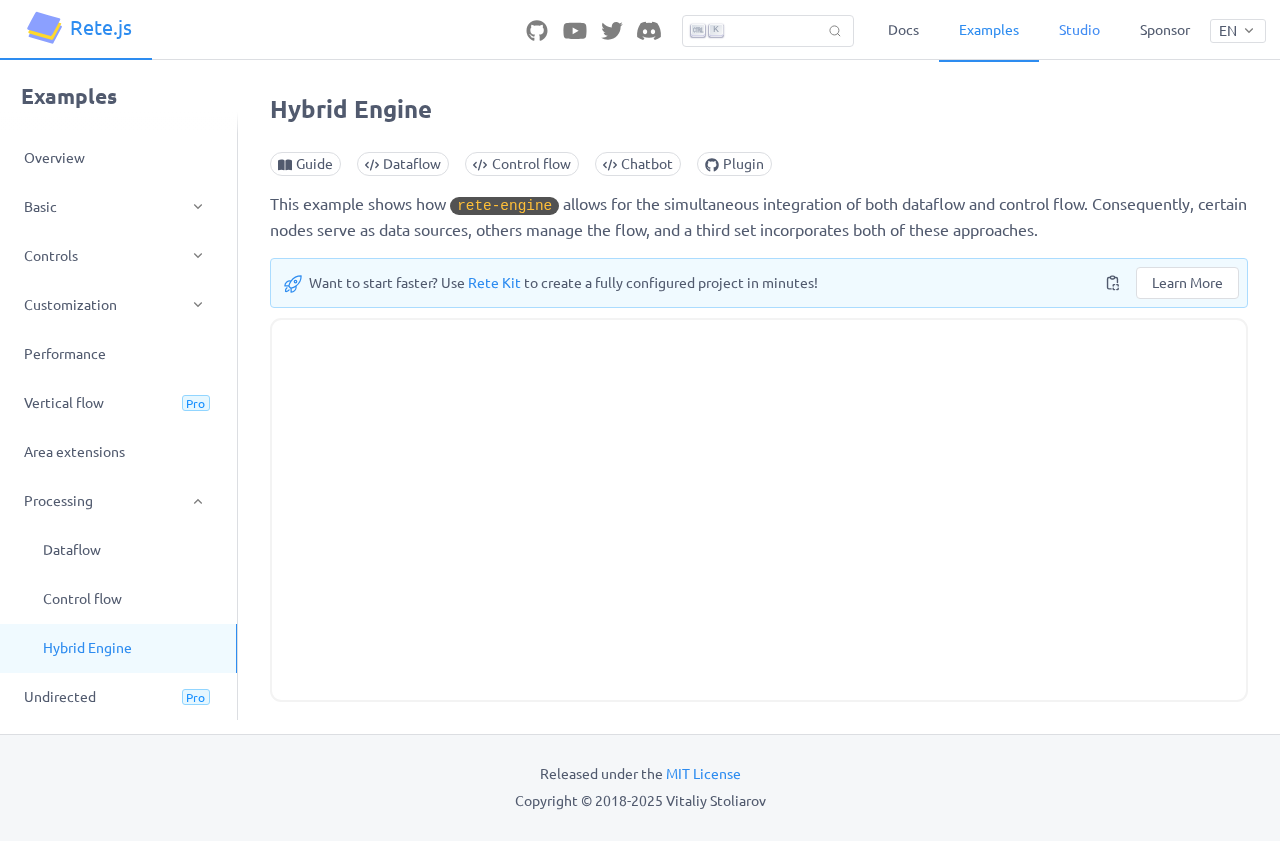 Rete.js
K
Docs
Examples
Studio
Sponsor
EN
Examples
Overview
Basic
Controls
Customization
Performance
Vertical flow Pro
Area extensions
Processing
Dataflow
Control flow
Hybrid Engine
Undirected Pro
Hybrid Engine
Guide
Dataflow
Control flow
Chatbot
Plugin
This example shows how rete-engine allows for the simultaneous integration of both dataflow and control flow. Consequently, certain
nodes serve as data sources, others manage the flow, and a third set incorporates both of these approaches.
Want to start faster? Use Rete Kit to create a fully configured project in minutes!
Learn More
Released under the MIT License
Copyright © 2018-2025 Vitaliy Stoliarov